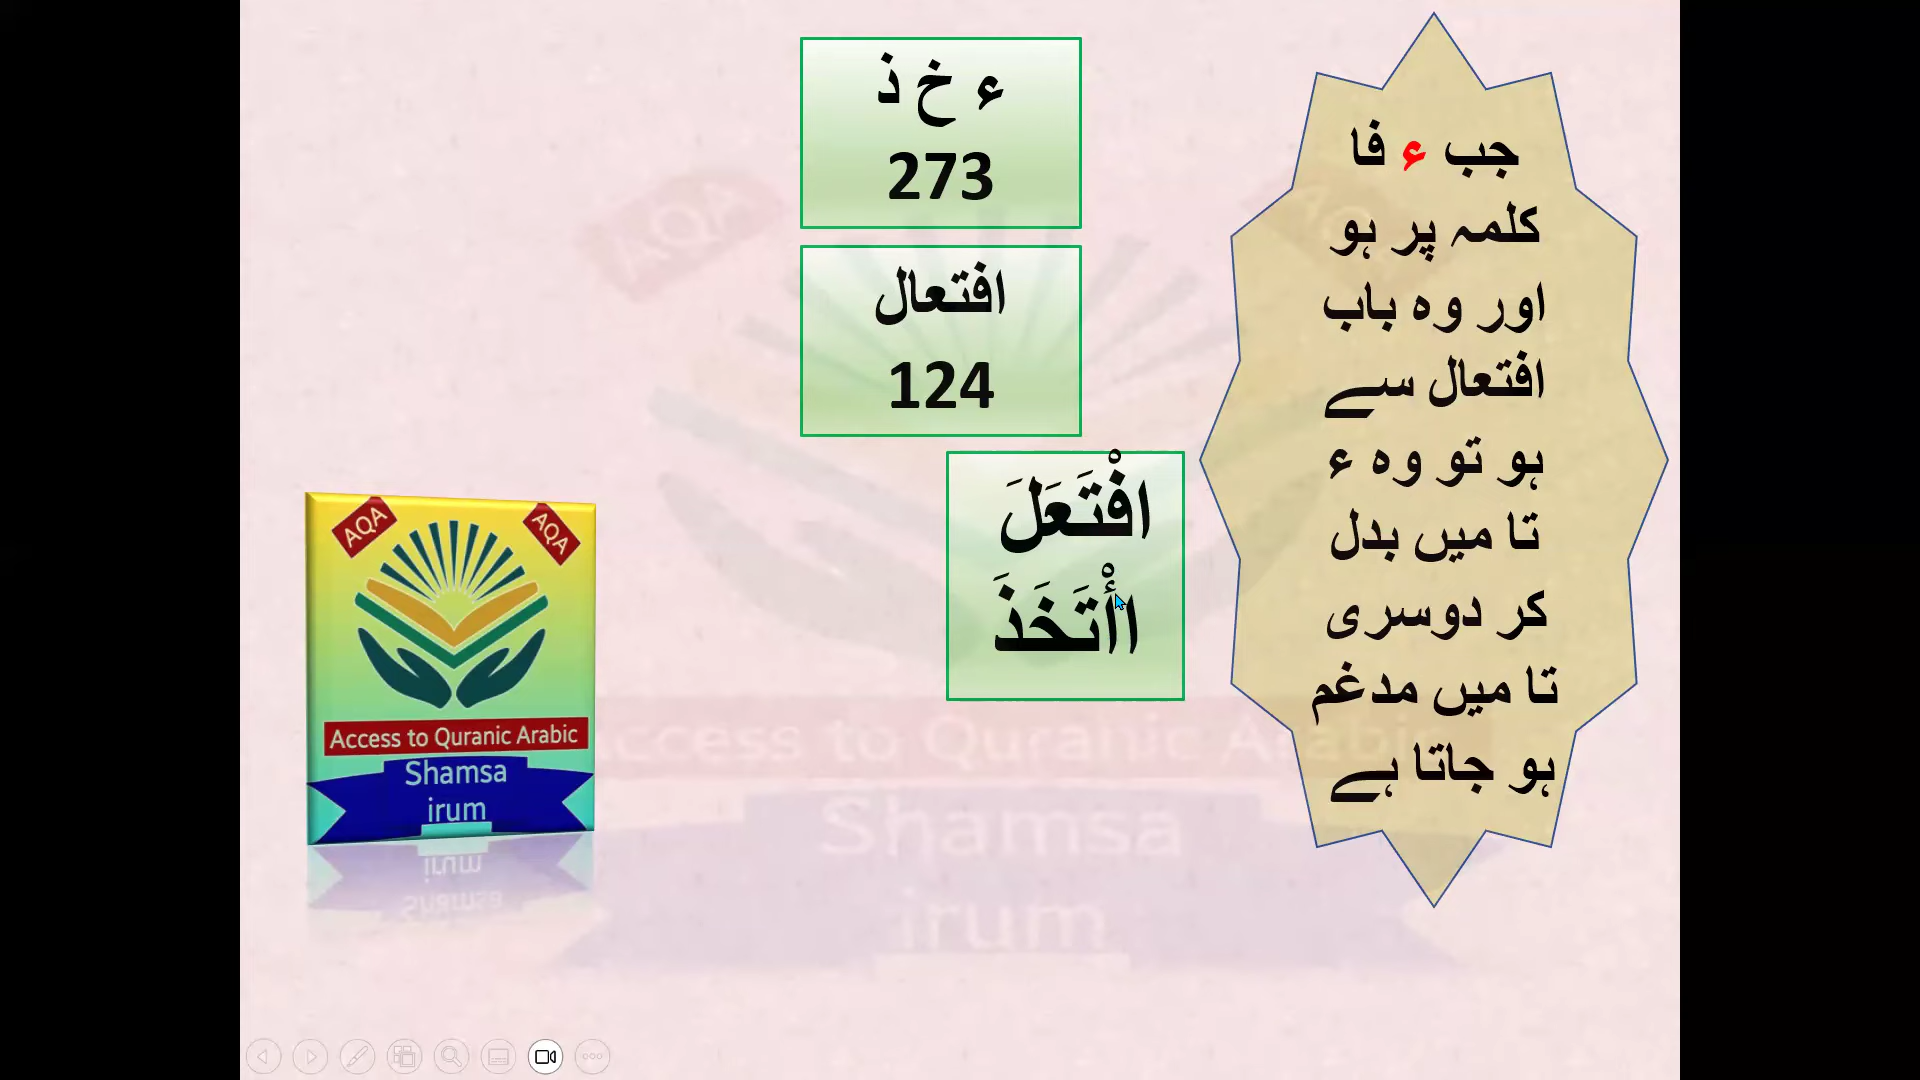 ء خ ذ
273
افتعال
124
افْتَعَلَ
اأْتَخَذَ
جب ء فا
کلمہ پر ہو
اور وہ باب
افتعال سے
ہو تو وہ ء
تا میں بدل
کر دوسری
تا میں مدغم
ہو جاتا ہے
AQA
AQA
Access to Quranic Arabic
Shamsa
irum